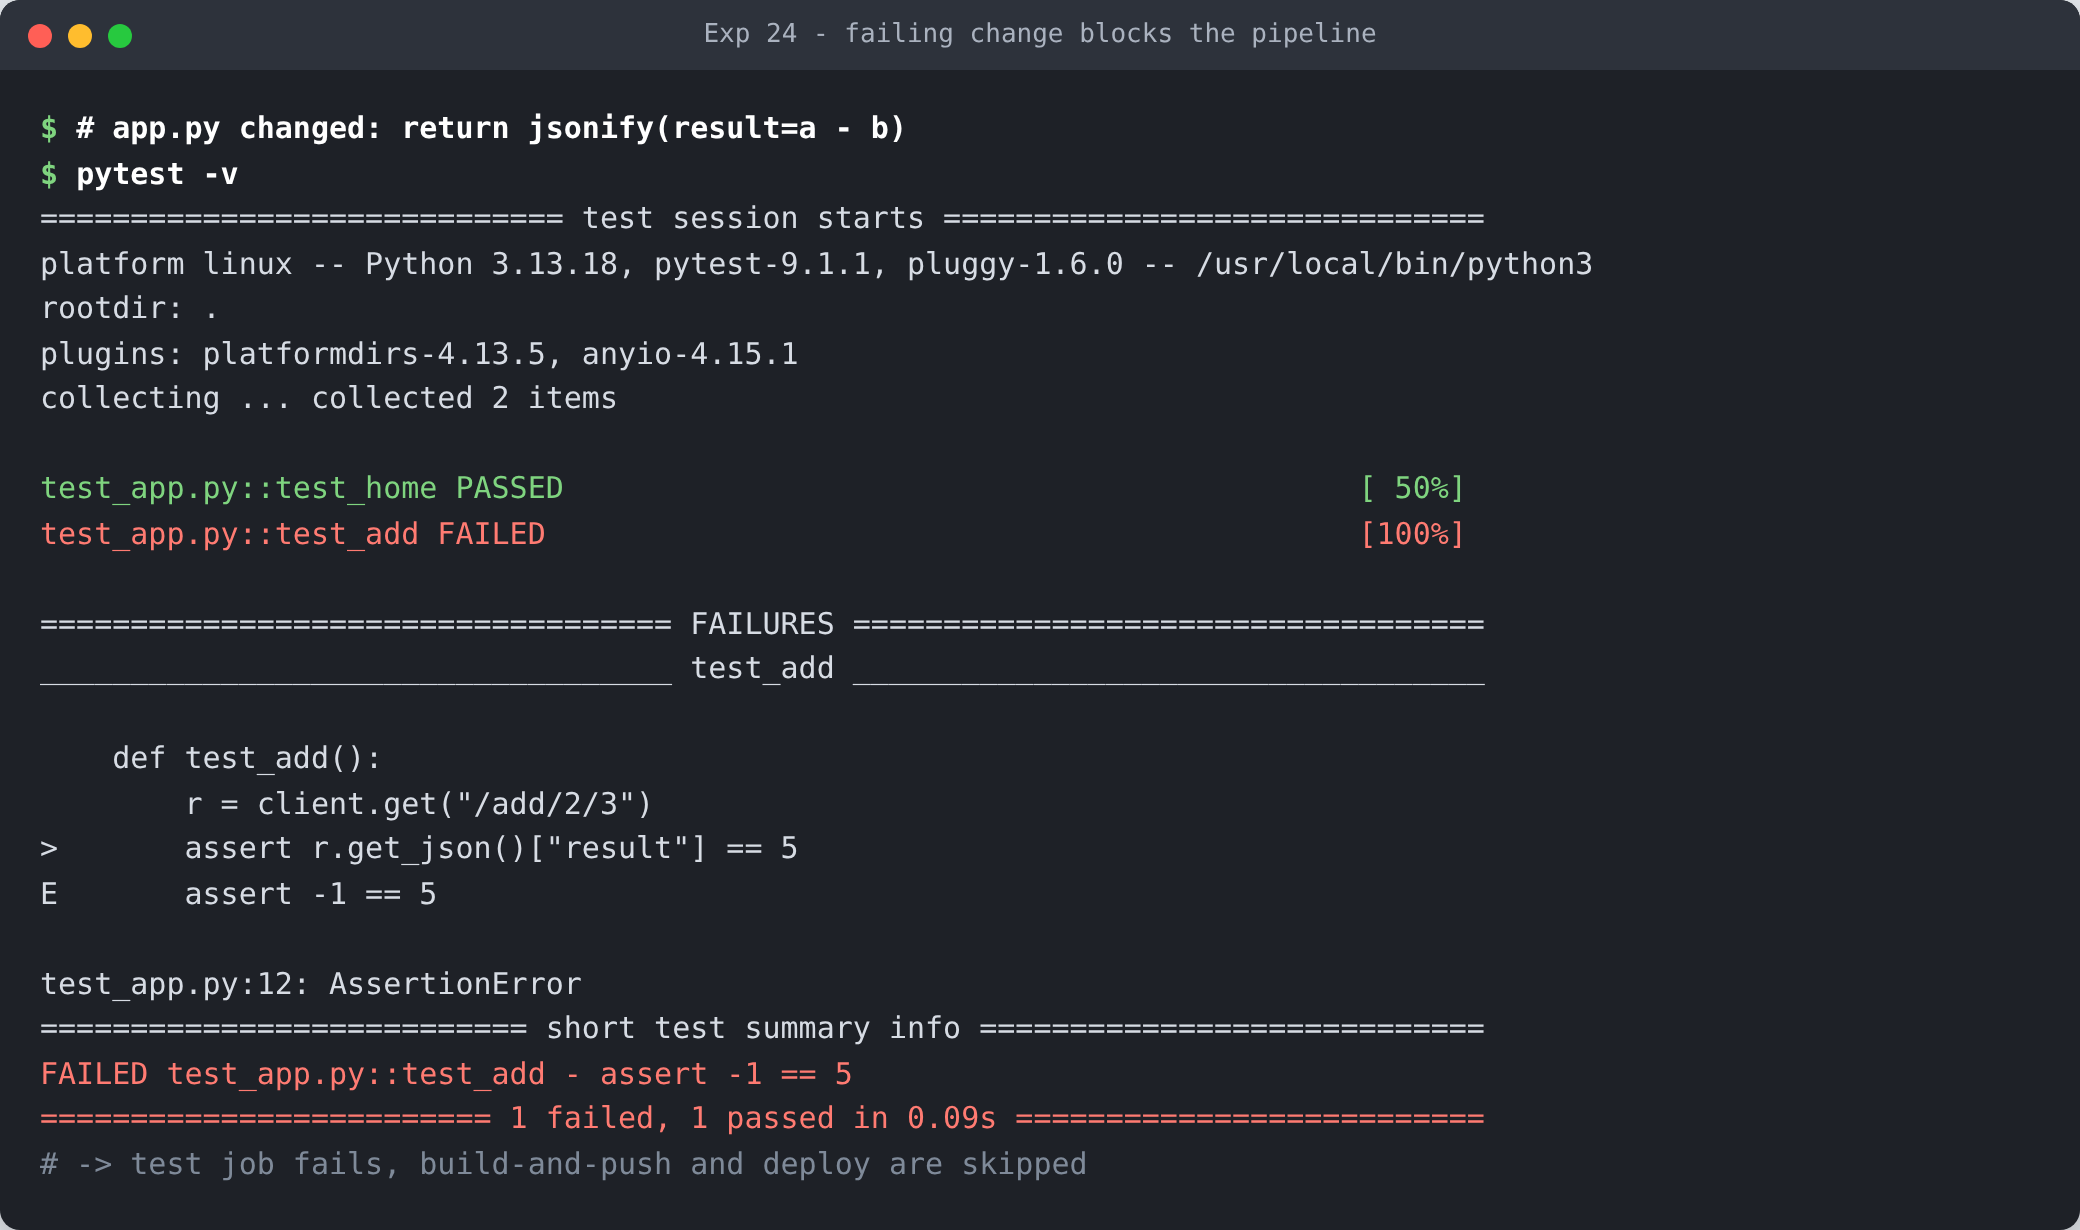 Exp 24 - failing change blocks the pipeline
$ # app.py changed: return jsonify(result=a - b)
$ pytest -v
============================= test session starts ==============================
platform linux -- Python 3.13.18, pytest-9.1.1, pluggy-1.6.0 -- /usr/local/bin/python3
rootdir: .
plugins: platformdirs-4.13.5, anyio-4.15.1
collecting ... collected 2 items
test_app.py::test_home PASSED                                            [ 50%]
test_app.py::test_add FAILED                                             [100%]
=================================== FAILURES ===================================
___________________________________ test_add ___________________________________
    def test_add():
        r = client.get("/add/2/3")
>       assert r.get_json()["result"] == 5
E       assert -1 == 5
test_app.py:12: AssertionError
=========================== short test summary info ============================
FAILED test_app.py::test_add - assert -1 == 5
========================= 1 failed, 1 passed in 0.09s ==========================
# -> test job fails, build-and-push and deploy are skipped